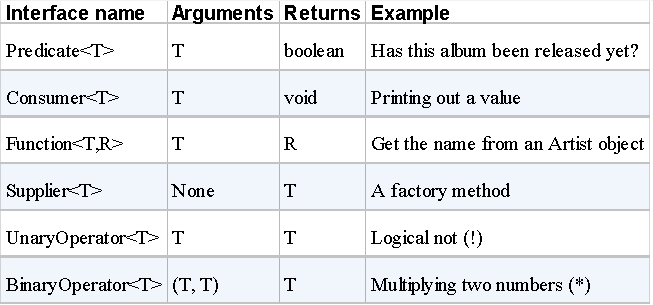 Interface name Arguments Returns Example
Predicate<T> T boolean Has this album been released yet?
Consumer<T> T void Printing out a value
Function<T,R> T R Get the name from an Artist object
Supplier<T> None T A factory method
UnaryOperator<T> T T Logical not (!)
BinaryOperator<T> (T, T) T Multiplying two numbers (*)